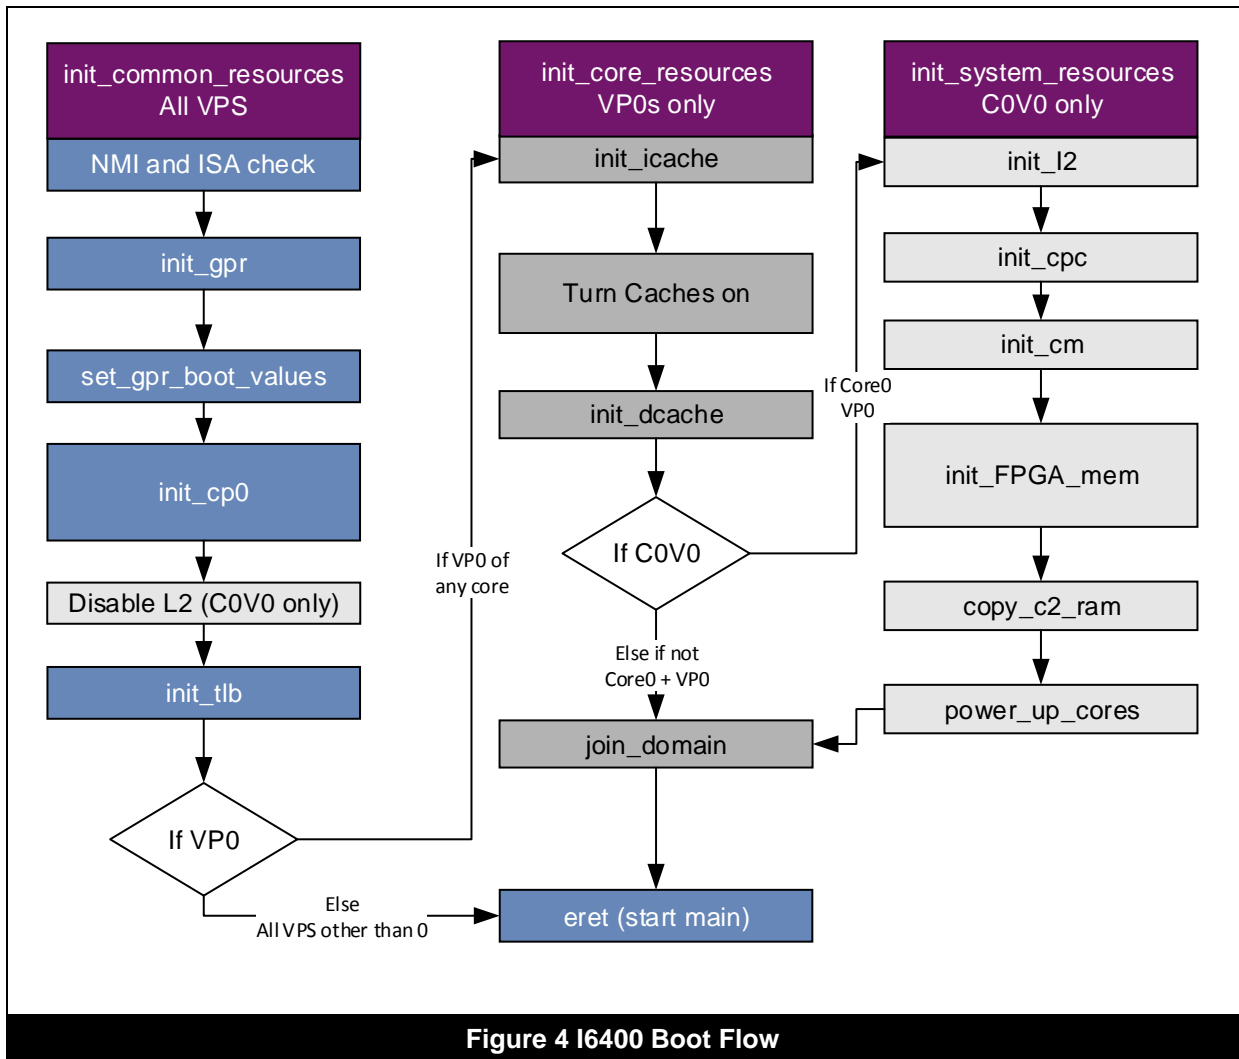 init_common_resources
All VPS
NMI and ISA check
init_gpr
set_gpr_boot_values
init_cp0
Disable L2 (C0V0 only)
init_tlb
If VP0
Else
All VPS other than 0
If VP0 of
any core
init_core_resources
VP0s only
init_icache
Turn Caches on
init_dcache
If C0V0
Else if not
Core0 + VP0
join_domain
eret (start main)
If Core0
VP0
init_system_resources
C0V0 only
init_l2
init_cpc
init_cm
init_FPGA_mem
copy_c2_ram
power_up_cores
Figure 4 I6400 Boot Flow